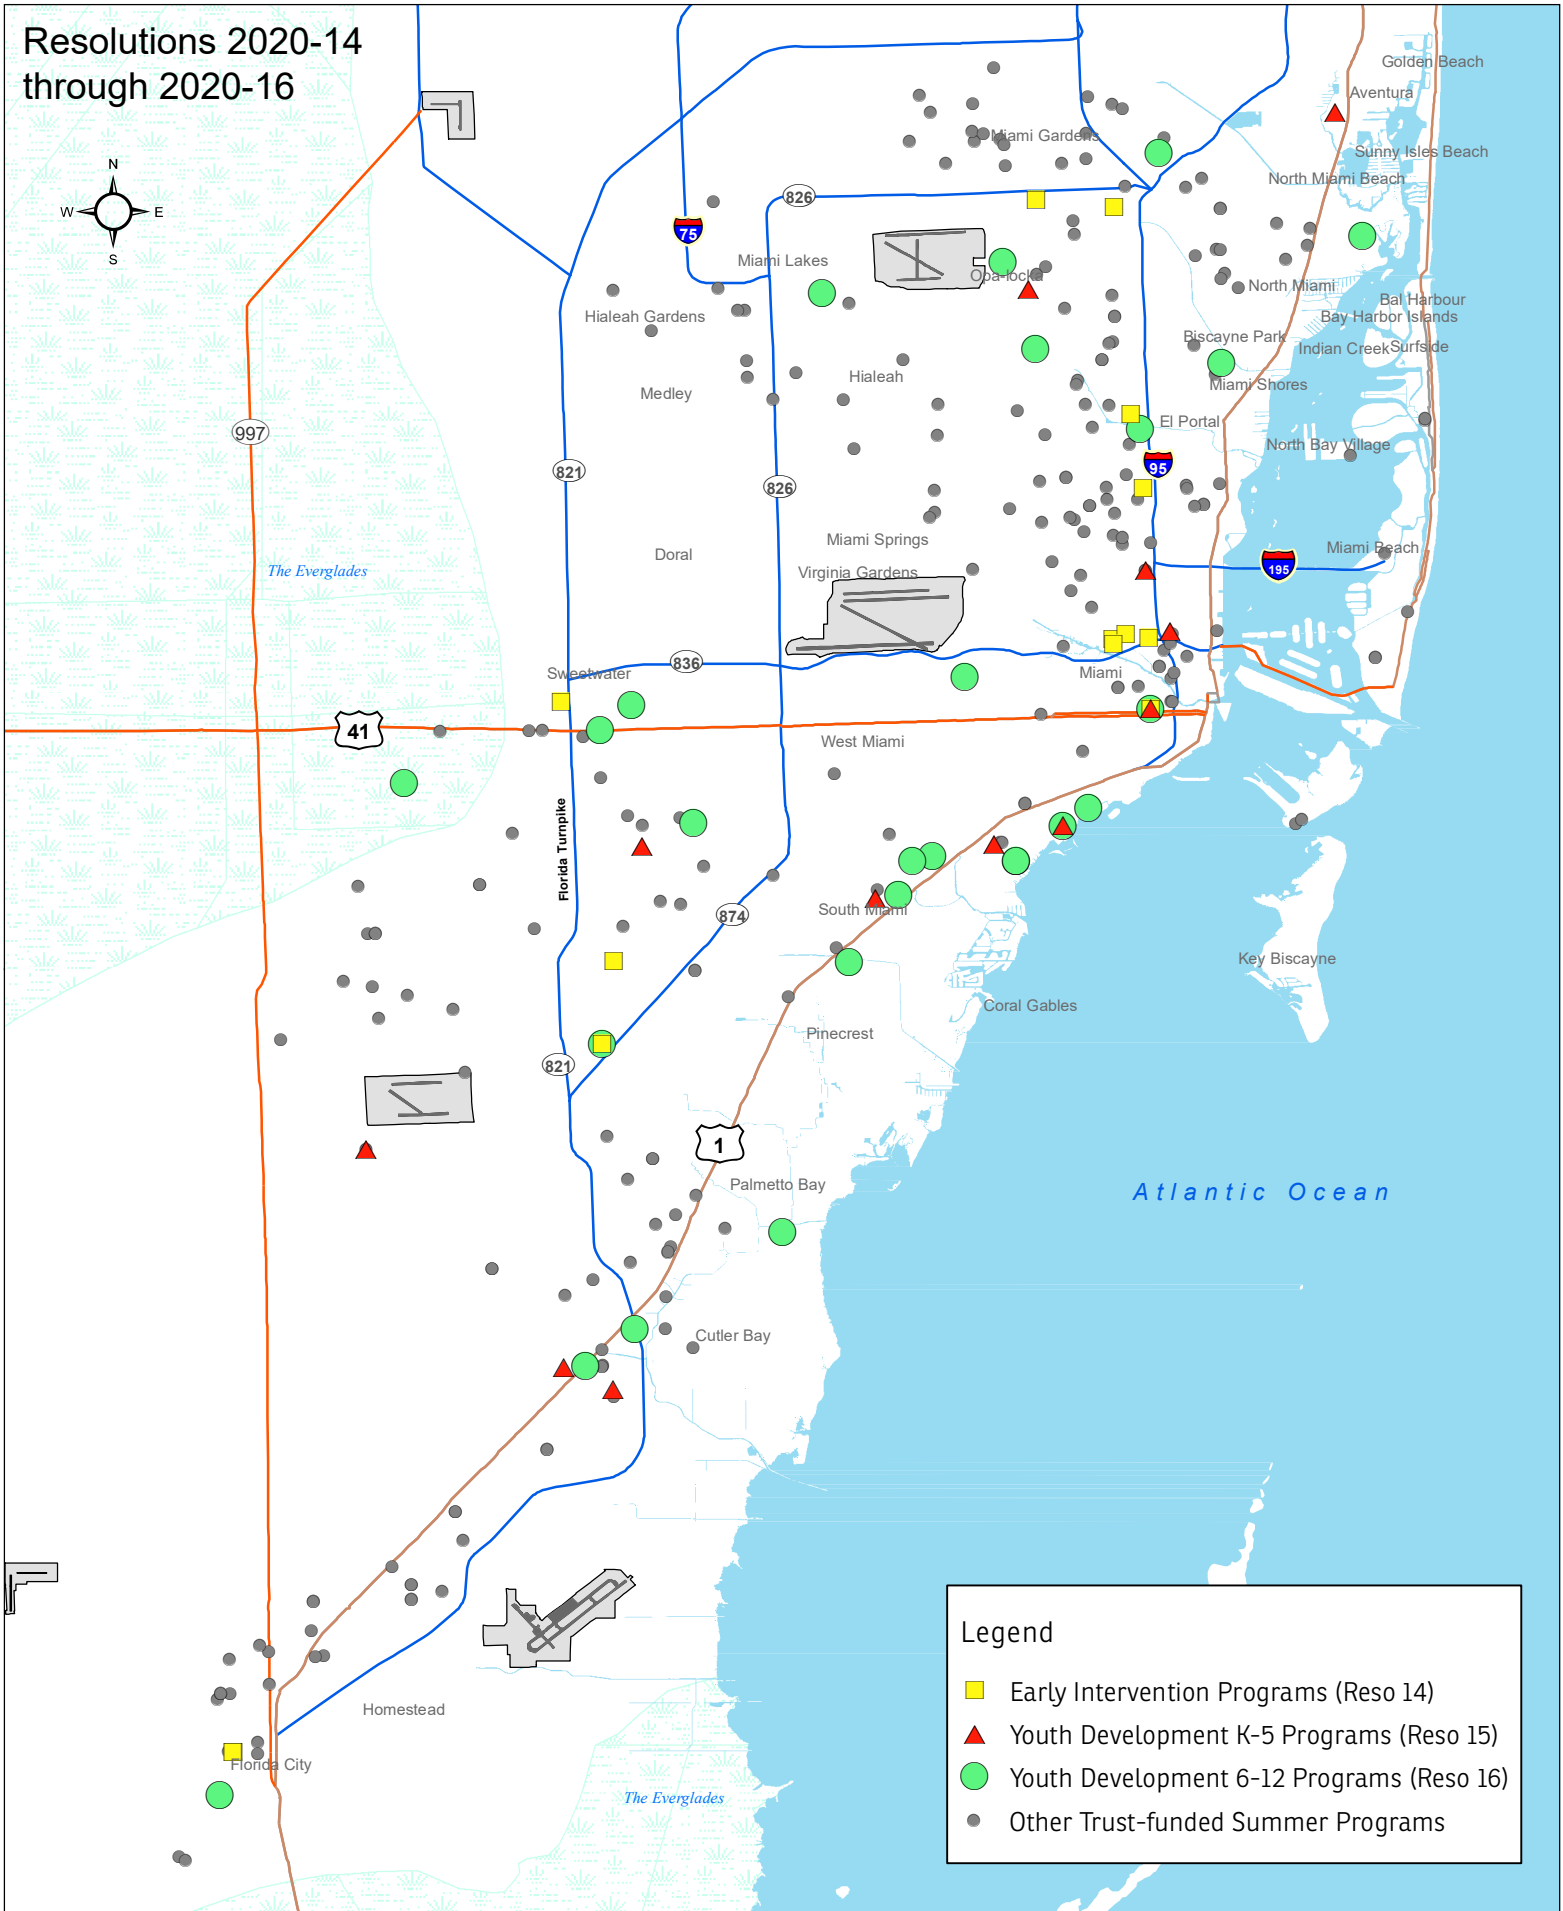 Resolutions 2020-14
through 2020-16
N
W
E
S
Golden Beach
Aventura
Miami Gardens
Sunny Isles Beach
North Miami Beach
826
75
Miami Lakes
Opa-locka
North Miami
Bal Harbour
Hialeah Gardens
Bay Harbor Islands
Biscayne Park
Indian Creek
Surfside
Hialeah
Miami Shores
Medley
El Portal
997
North Bay Village
821
95
826
Miami Springs
Miami Beach
Doral
The Everglades
Virginia Gardens
195
836
Sweetwater
Miami
41
West Miami
Florida Turnpike
874
South Miami
Key Biscayne
Coral Gables
Pinecrest
821
1
Palmetto Bay
Atlantic Ocean
Cutler Bay
Homestead
Florida City
The Everglades
Legend
Early Intervention Programs (Reso 14)
Youth Development K-5 Programs (Reso 15)
Youth Development 6-12 Programs (Reso 16)
Other Trust-funded Summer Programs